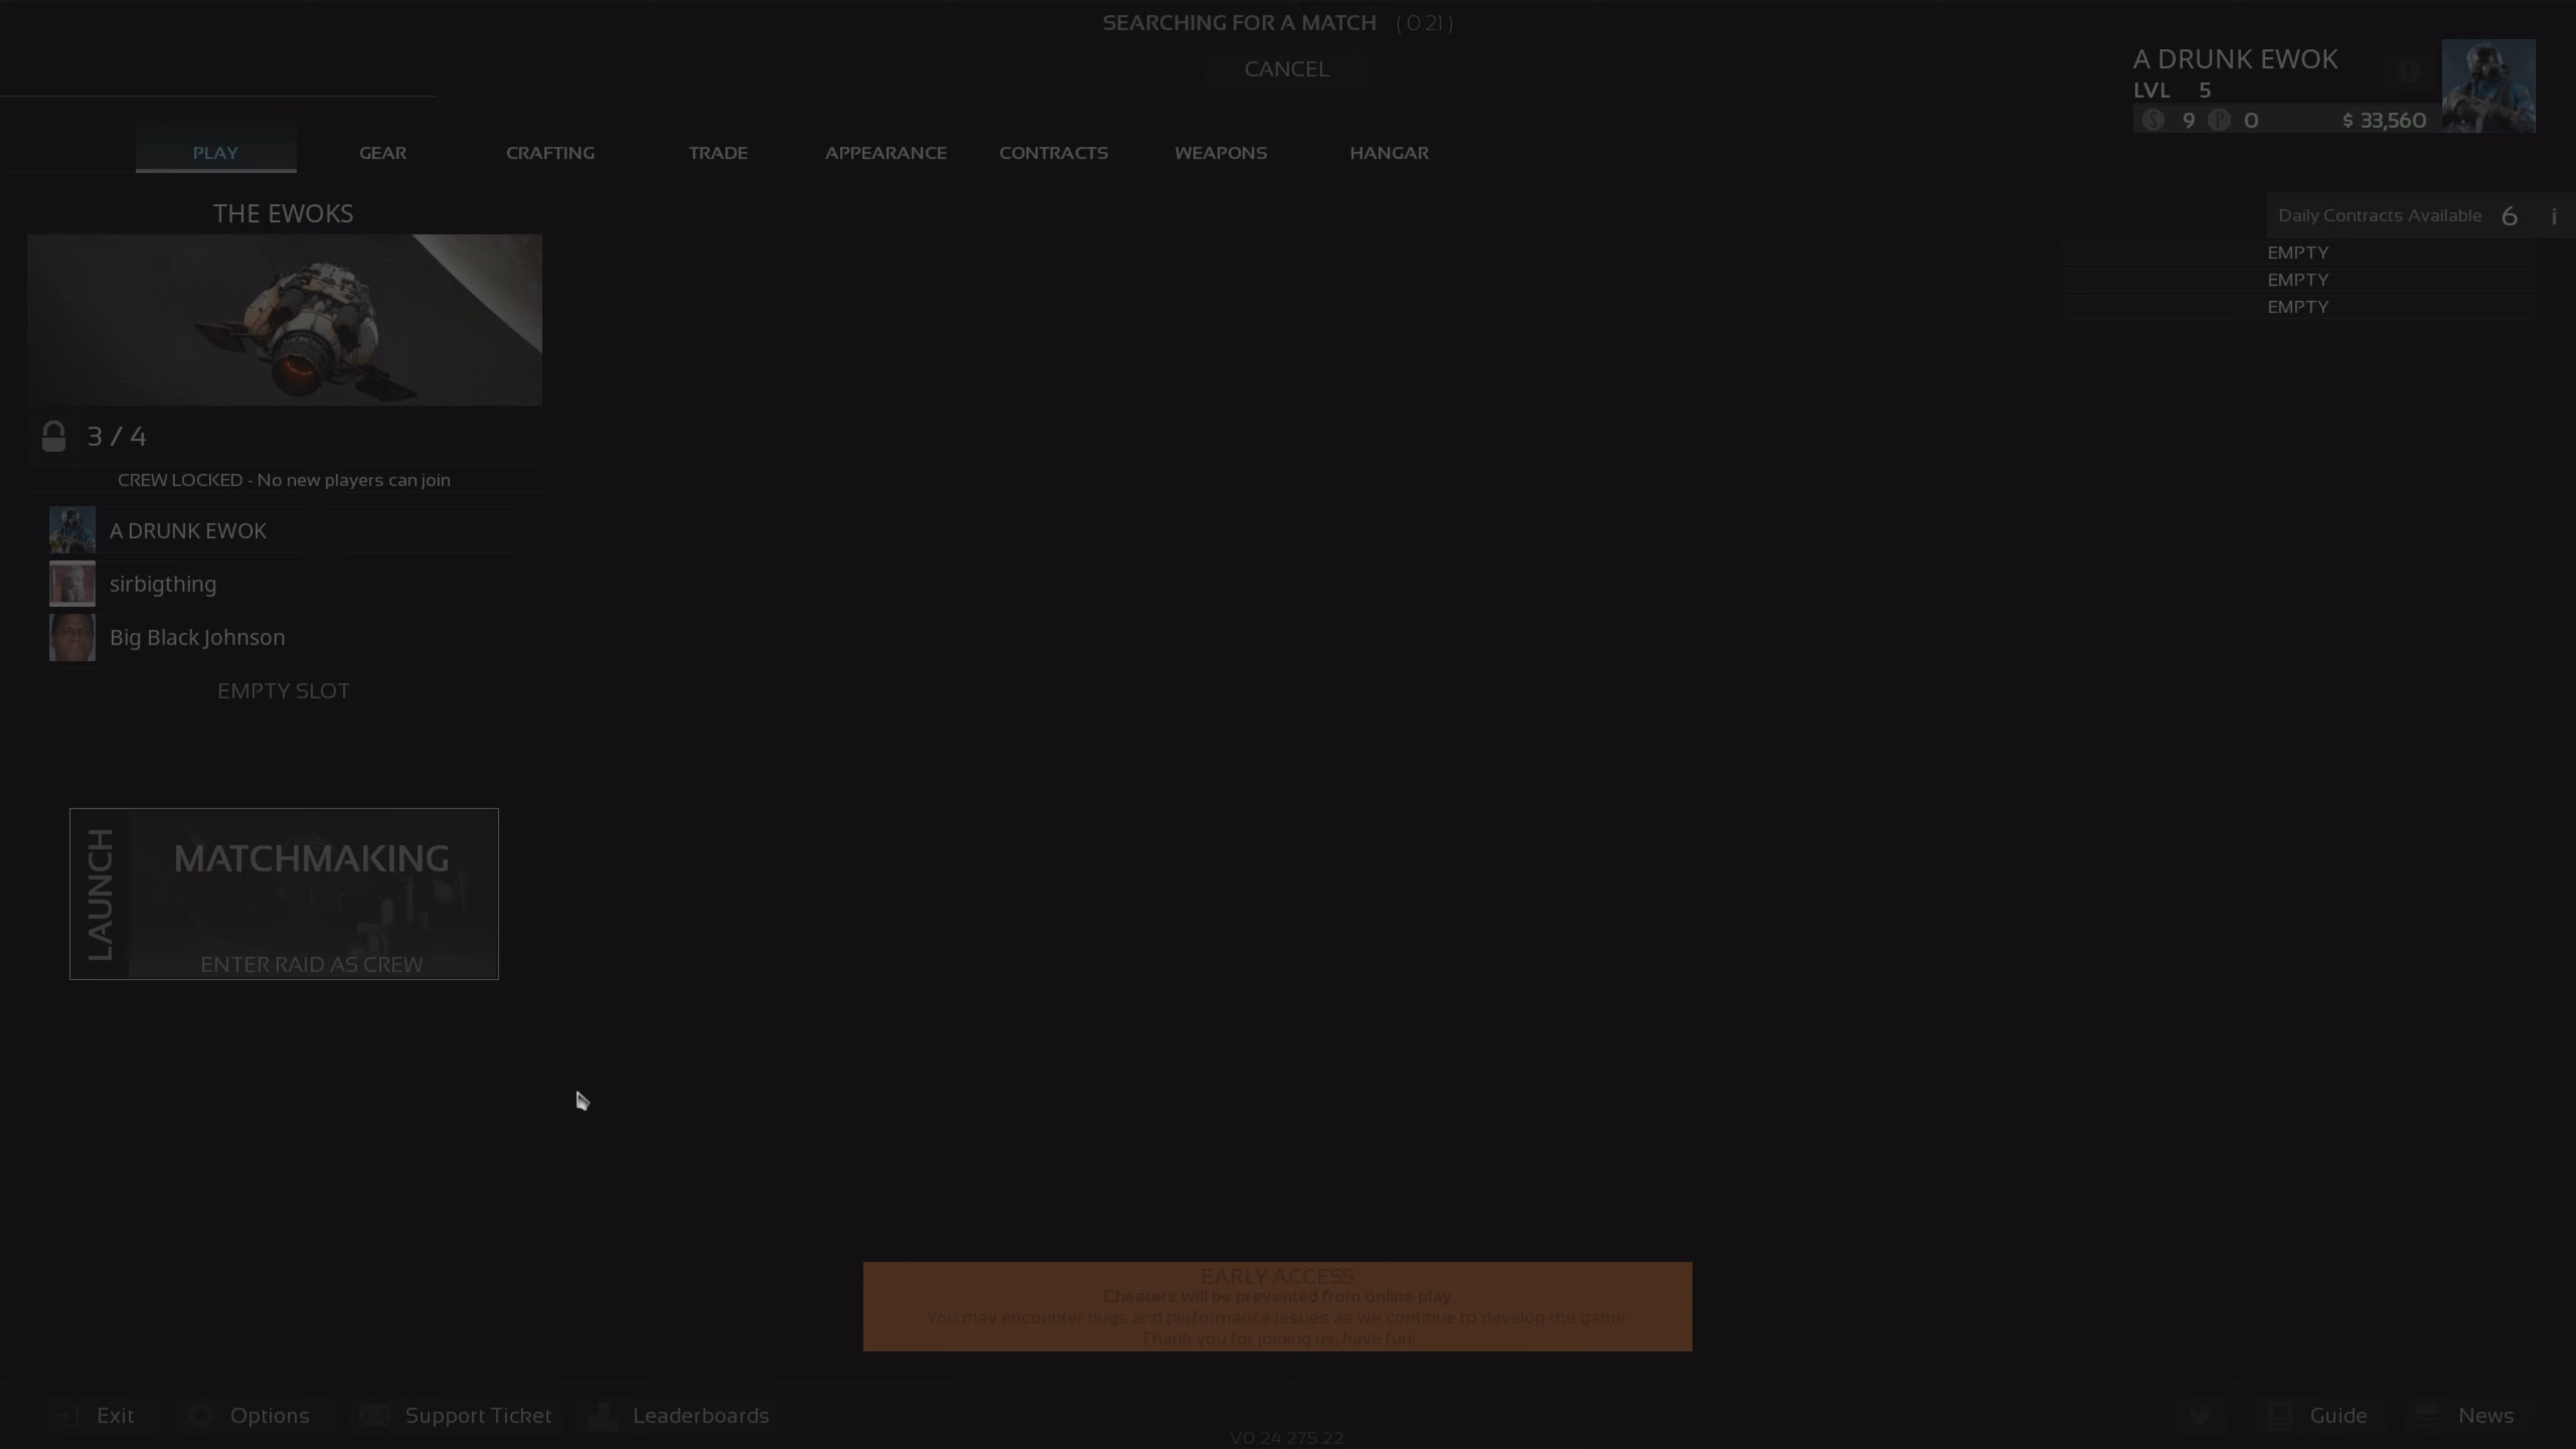 SEARCHING FOR A MATCH ( 0:21 )
CANCEL
A DRUNK EWOK
LVL 5
S 9 P 0 $ 33,560
PLAY GEAR CRAFTING TRADE APPEARANCE CONTRACTS WEAPONS HANGAR
THE EWOKS
Daily Contracts Available 6 i
EMPTY
EMPTY
EMPTY
3 / 4
CREW LOCKED - No new players can join
A DRUNK EWOK
sirbigthing
Big Black Johnson
EMPTY SLOT
LAUNCH
MATCHMAKING
ENTER RAID AS CREW
EARLY ACCESS
Cheaters will be prevented from online play
You may encounter bugs and performance issues as we continue to develop the game
Thank you for joining us, have fun!
Exit Options Support Ticket Leaderboards Guide News
V0.24.275.22